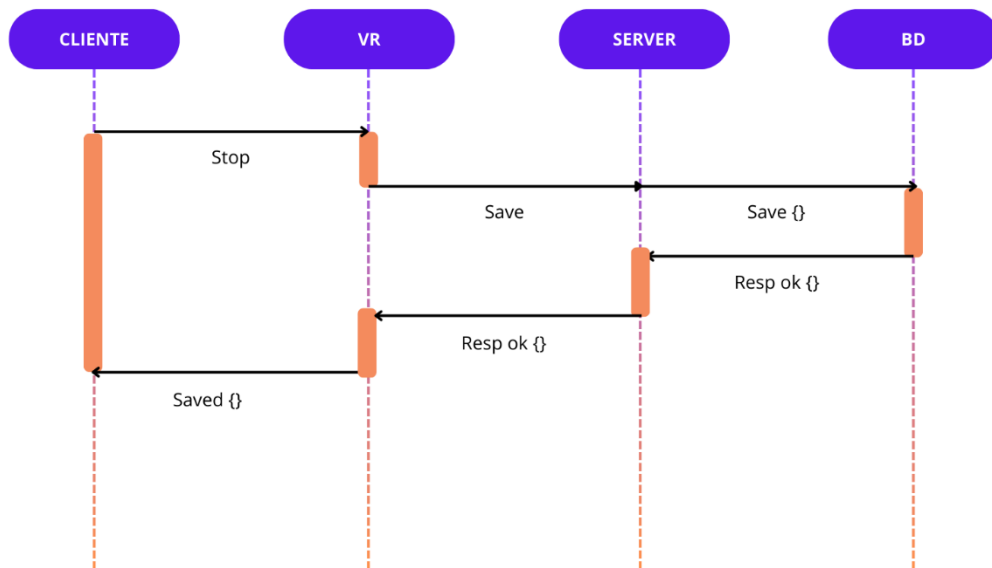 CLIENTE
VR
SERVER
BD
Stop
Save
Save {}
Resp ok {}
Resp ok {}
Saved {}